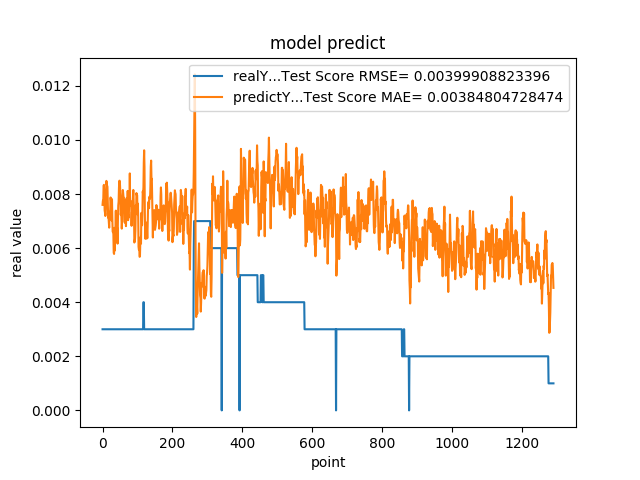 model predict
realY...Test Score RMSE= 0.00399908823396
predictY...Test Score MAE= 0.00384804728474
real value
0.012
0.010
0.008
0.006
0.004
0.002
0.000
0 200 400 600 800 1000 1200
point